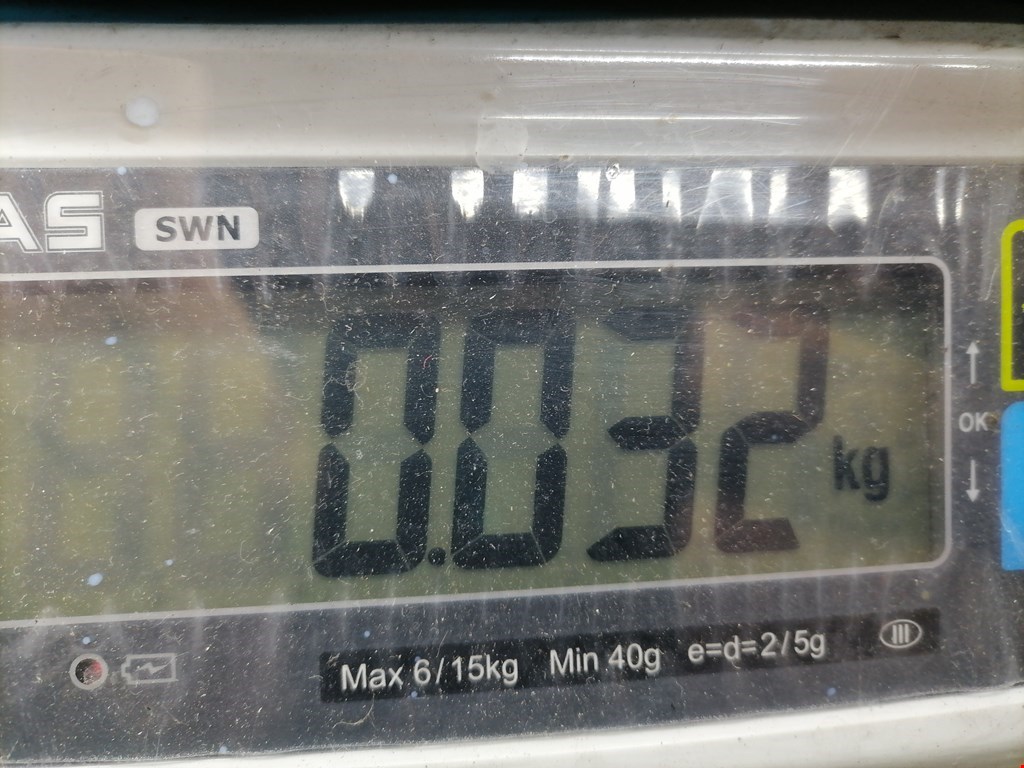 AS SWN
0.032 kg
OK
Max 6/15kg Min 40g e=d=2/5g III